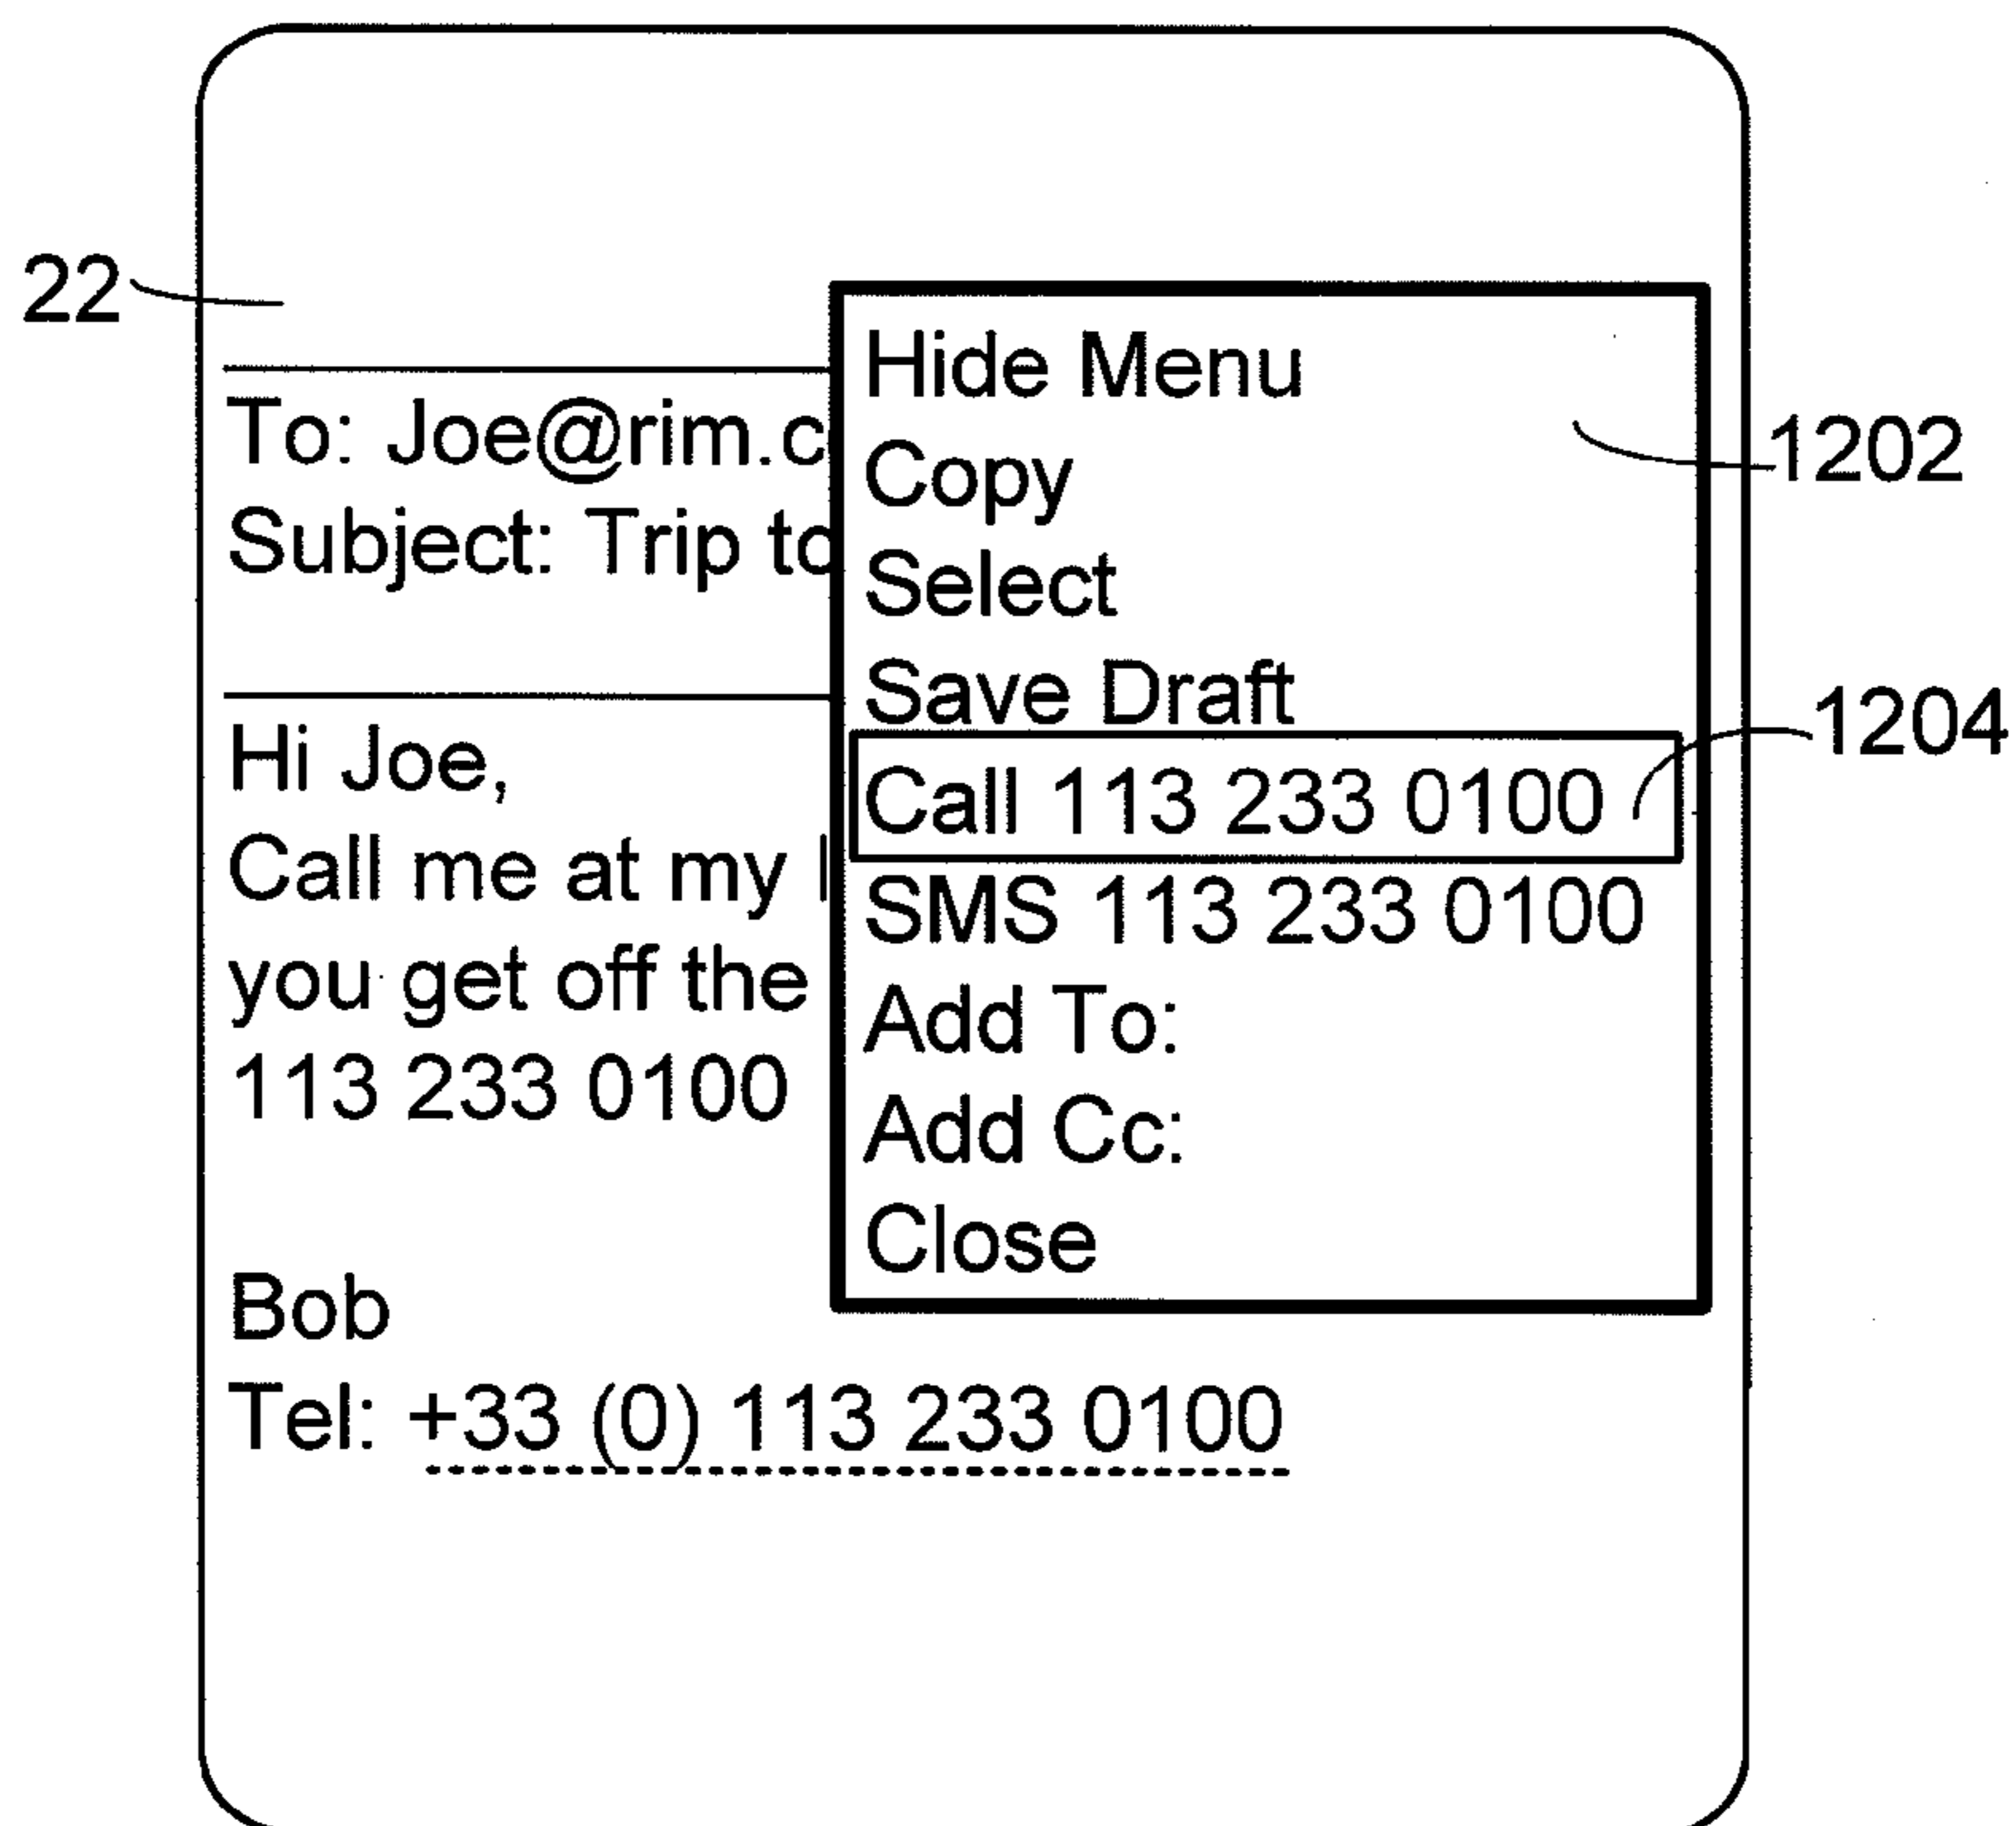 22
To: Joe@rim.c
Subject: Trip to
Hi Joe,
Call me at my
you get off the
113 233 0100
Bob
Tel: +33 (0) 113 233 0100
Hide Menu
Copy
Select
Save Draft
Call 113 233 0100
SMS 113 233 0100
Add To:
Add Cc:
Close
1202
1204